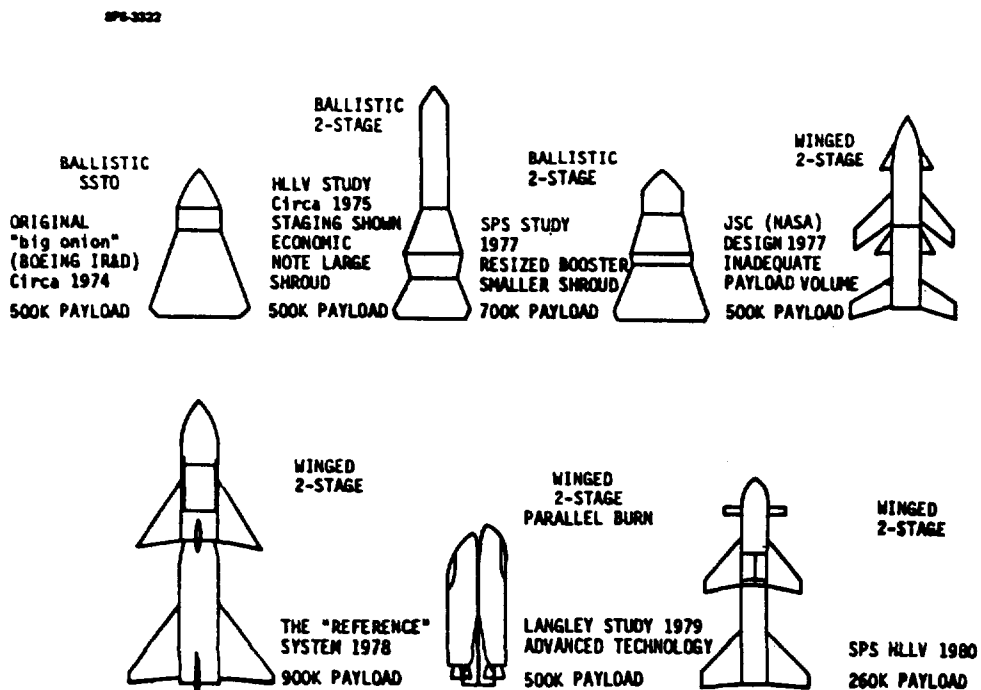 SPS-3322
BALLISTIC
SSTO
ORIGINAL
"big onion"
(BOEING IR&D)
Circa 1974
500K PAYLOAD
BALLISTIC
2-STAGE
HLLV STUDY
Circa 1975
STAGING SHOWN
ECONOMIC
NOTE LARGE
SHROUD
500K PAYLOAD
BALLISTIC
2-STAGE
SPS STUDY
1977
RESIZED BOOSTER
SMALLER SHROUD
700K PAYLOAD
WINGED
2-STAGE
JSC (NASA)
DESIGN 1977
INADEQUATE
PAYLOAD VOLUME
500K PAYLOAD
WINGED
2-STAGE
THE "REFERENCE"
SYSTEM 1978
900K PAYLOAD
WINGED
2-STAGE
PARALLEL BURN
LANGLEY STUDY 1979
ADVANCED TECHNOLOGY
500K PAYLOAD
WINGED
2-STAGE
SPS HLLV 1980
260K PAYLOAD